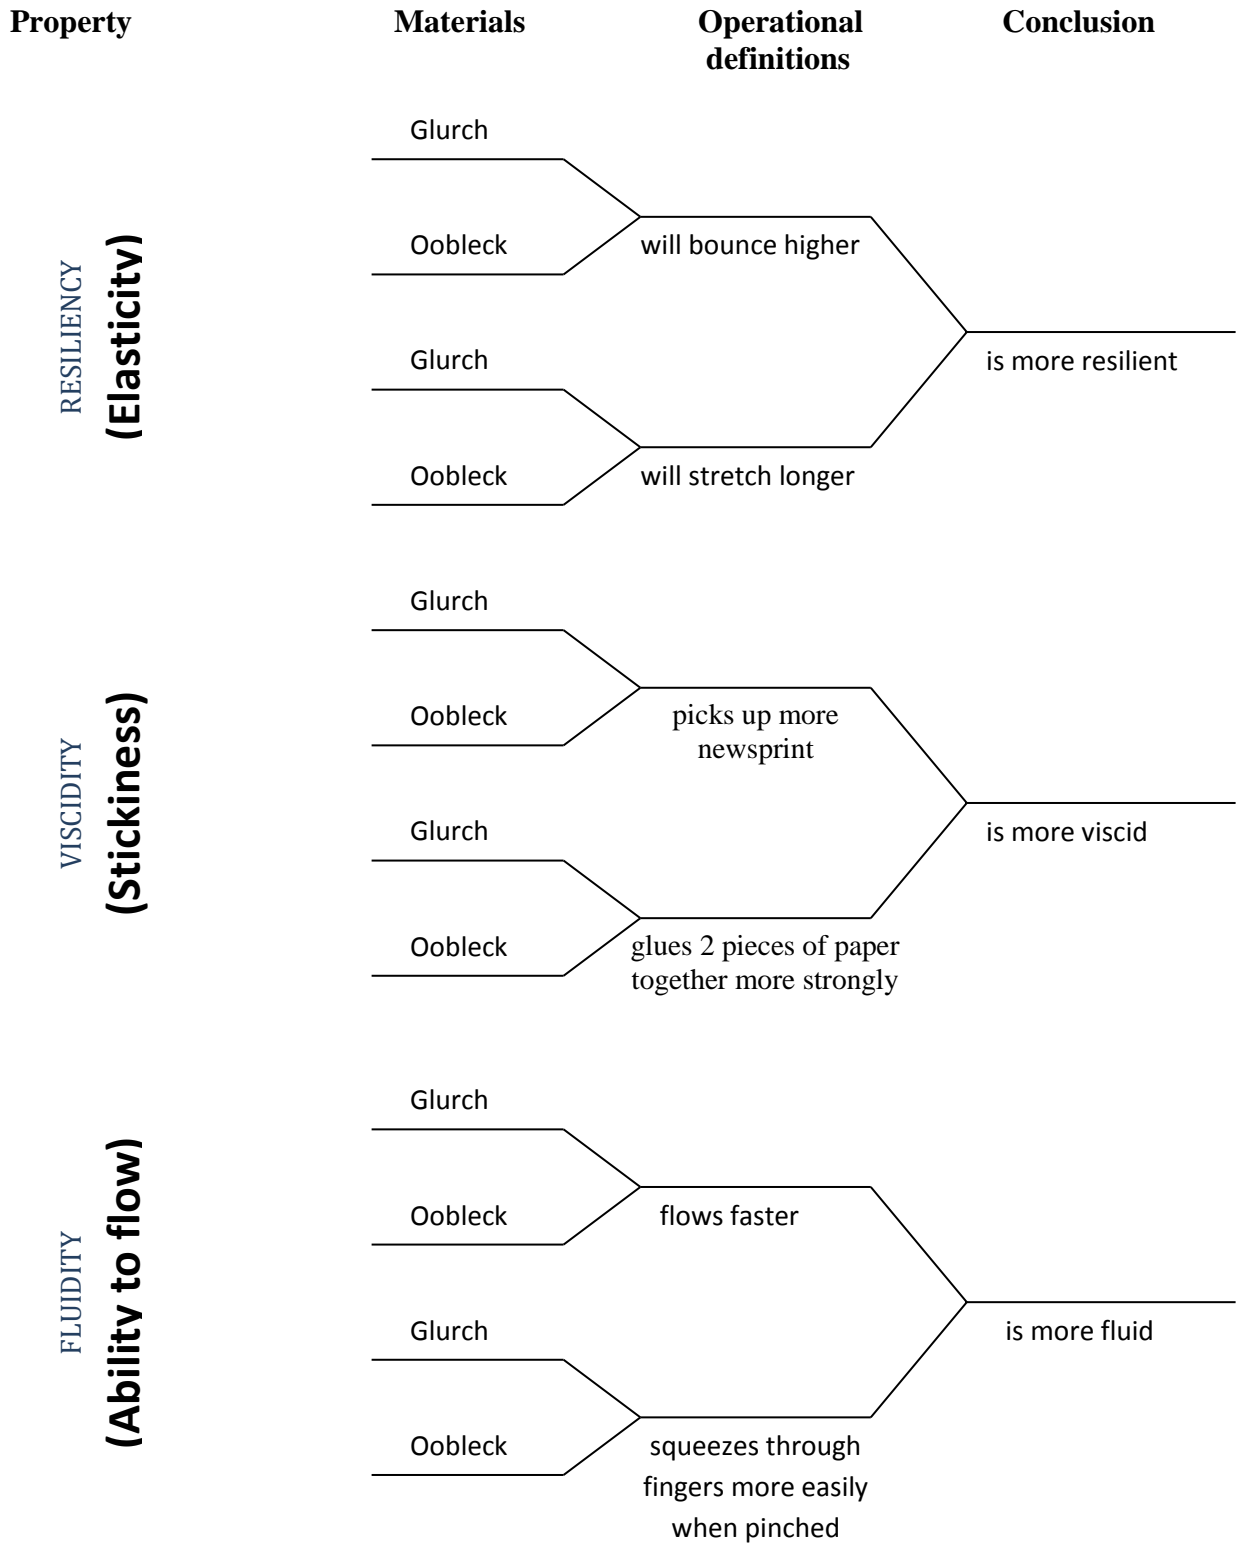 Property
Materials
Operational
definitions
Conclusion
RESILIENCY
(Elasticity)
Glurch
Oobleck
will bounce higher
Glurch
Oobleck
will stretch longer
is more resilient
VISCIDITY
(Stickiness)
Glurch
Oobleck
picks up more
newsprint
Glurch
Oobleck
glues 2 pieces of paper
together more strongly
is more viscid
FLUIDITY
(Ability to flow)
Glurch
Oobleck
flows faster
Glurch
Oobleck
squeezes through
fingers more easily
when pinched
is more fluid